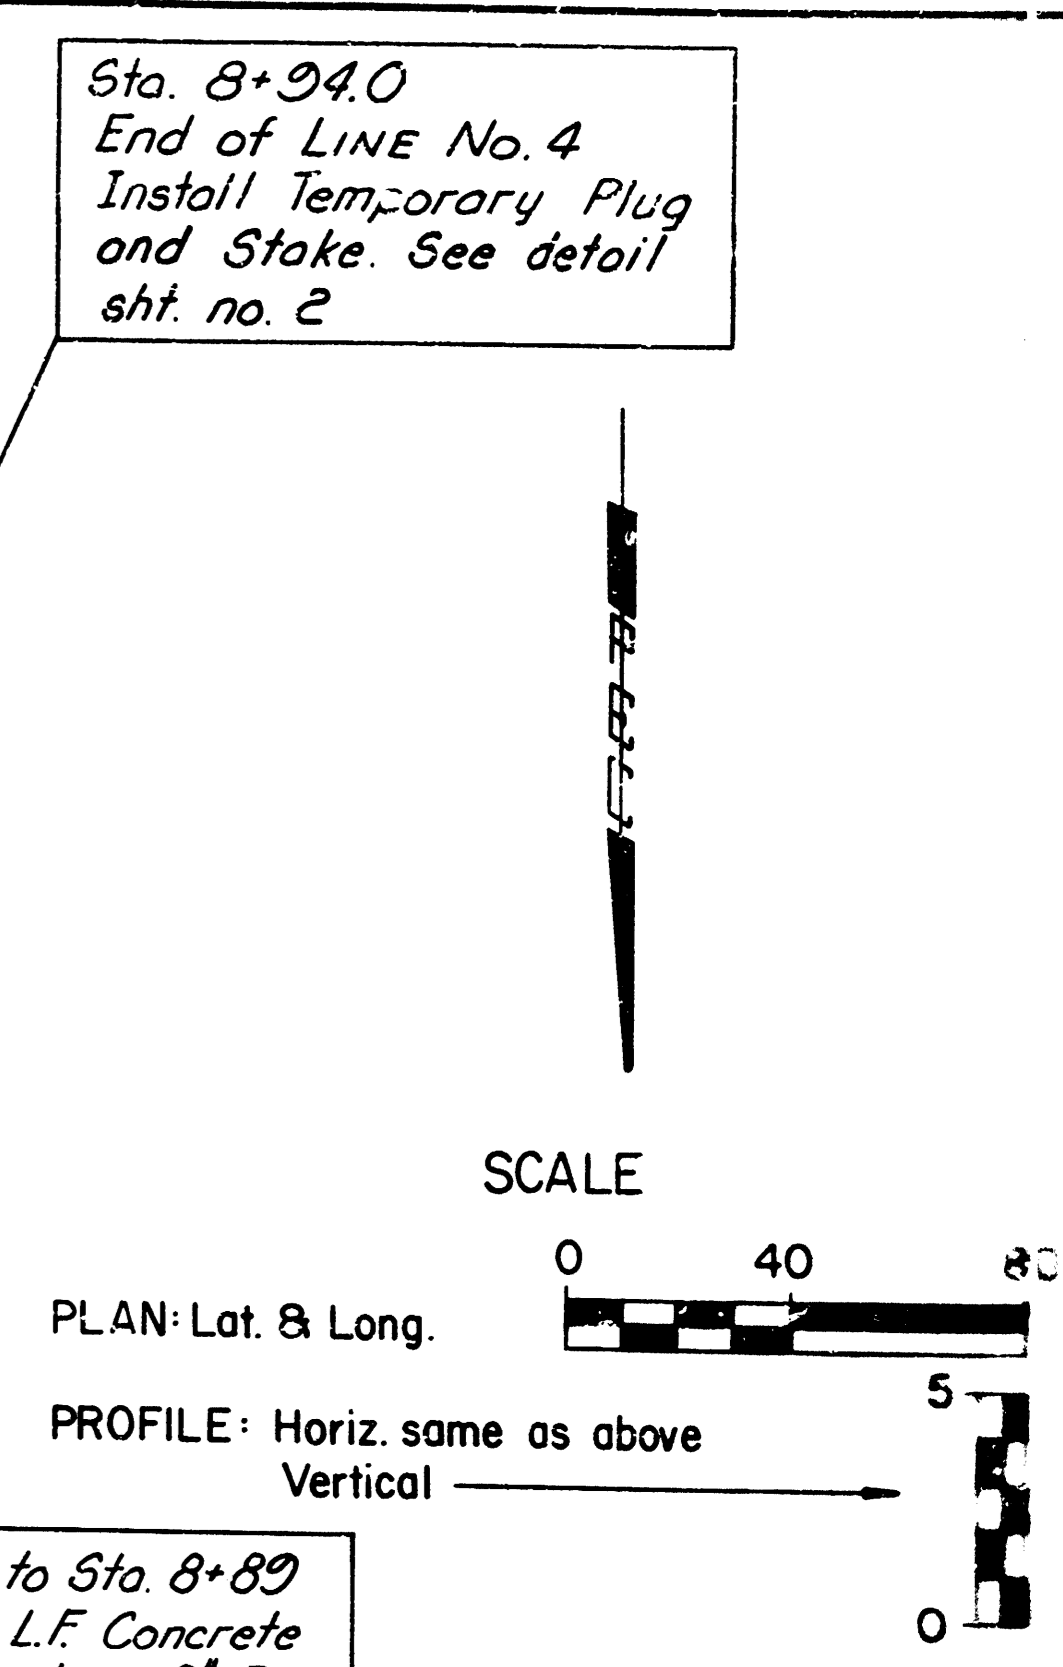 Sta. 8+94.0
End of LINE No. 4
Install Temporary Plug
and Stake. See detail
sht. no. 2
SCALE
0 40 80
PLAN: Lat. & Long.
5
PROFILE: Horiz. same as above
Vertical
0
to Sta. 8+89
L.F. Concrete